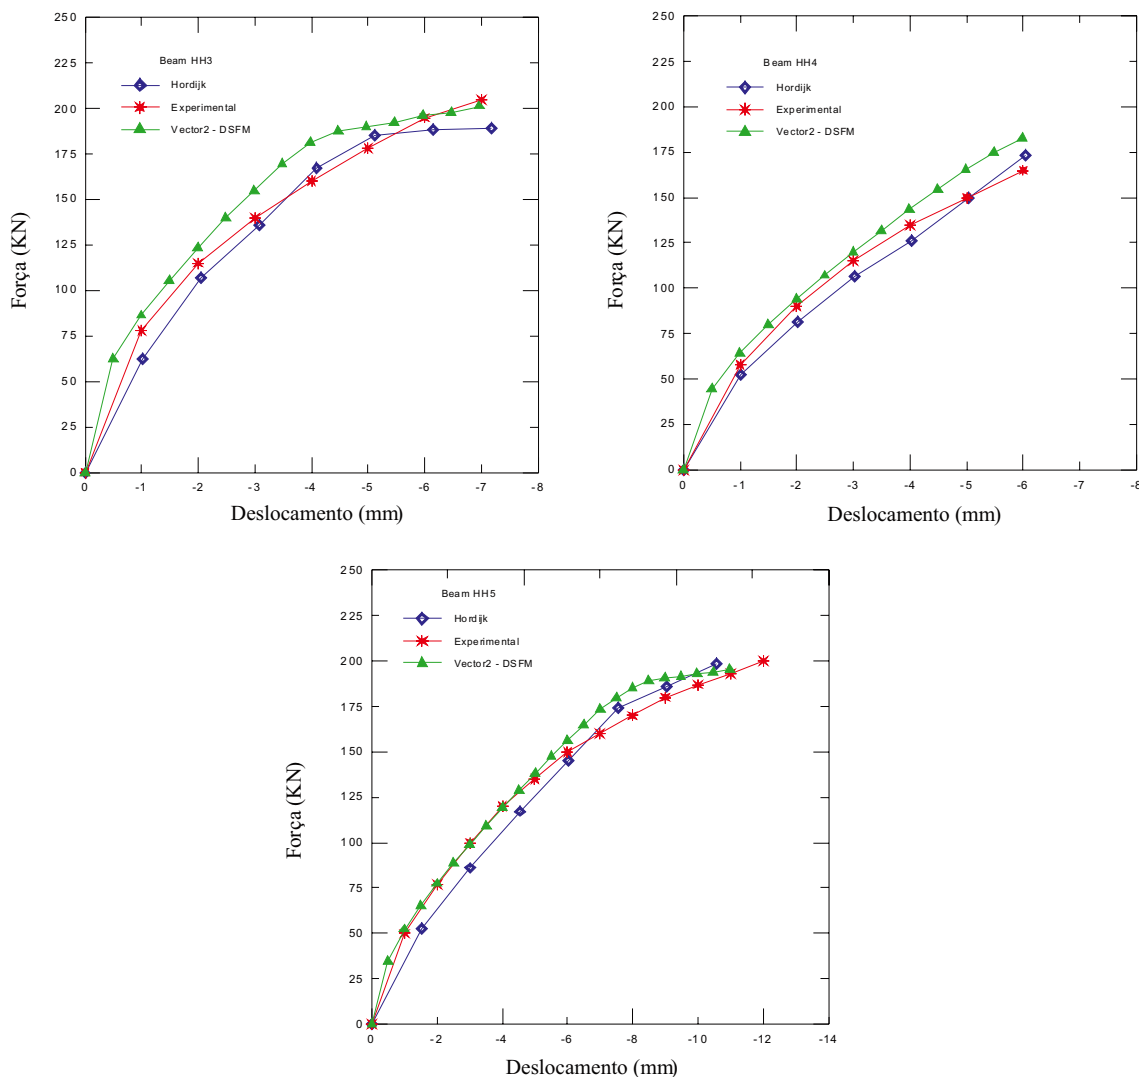 Beam HH3
Hordijk
Experimental
Vector2 - DSFM
250
225
200
175
150
125
100
75
50
25
0
Força (KN)
0 -1 -2 -3 -4 -5 -6 -7 -8
Deslocamento (mm)
Beam HH4
Hordijk
Experimental
Vector2 - DSFM
250
225
200
175
150
125
100
75
50
25
0
Força (KN)
0 -1 -2 -3 -4 -5 -6 -7 -8
Deslocamento (mm)
Beam HH5
Hordijk
Experimental
Vector2 - DSFM
250
225
200
175
150
125
100
75
50
25
0
Força (KN)
0 -2 -4 -6 -8 -10 -12 -14
Deslocamento (mm)